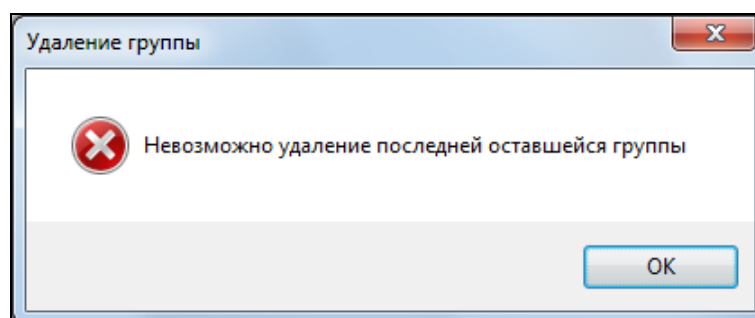 Удаление группы
Невозможно удаление последней оставшейся группы
OK